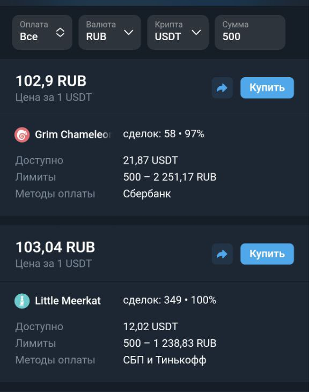 Оплата Валюта Крипта Сумма
Все RUB USDT 500
102,9 RUB
Цена за 1 USDT
Купить
Grim Chameleo сделок: 58 • 97%
Доступно 21,87 USDT
Лимиты 500 – 2 251,17 RUB
Методы оплаты Сбербанк
103,04 RUB
Цена за 1 USDT
Купить
Little Meerkat сделок: 349 • 100%
Доступно 12,02 USDT
Лимиты 500 – 1 238,83 RUB
Методы оплаты СБП и Тинькофф